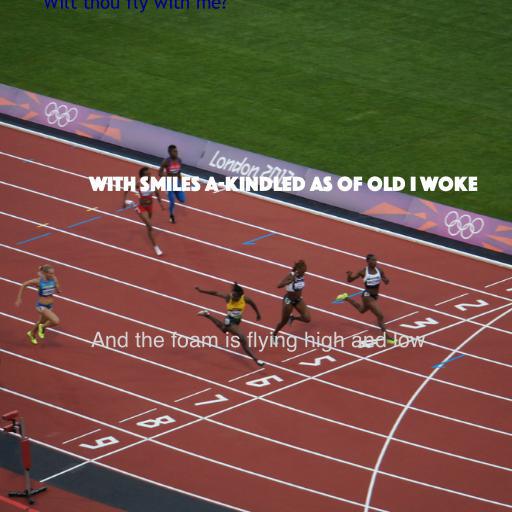 Wilt thou fly with me?
London 2012
WITH SMILES A-KINDLED AS OF OLD I WOKE
And the foam is flying high and low
2
3
5
6
7
8
9